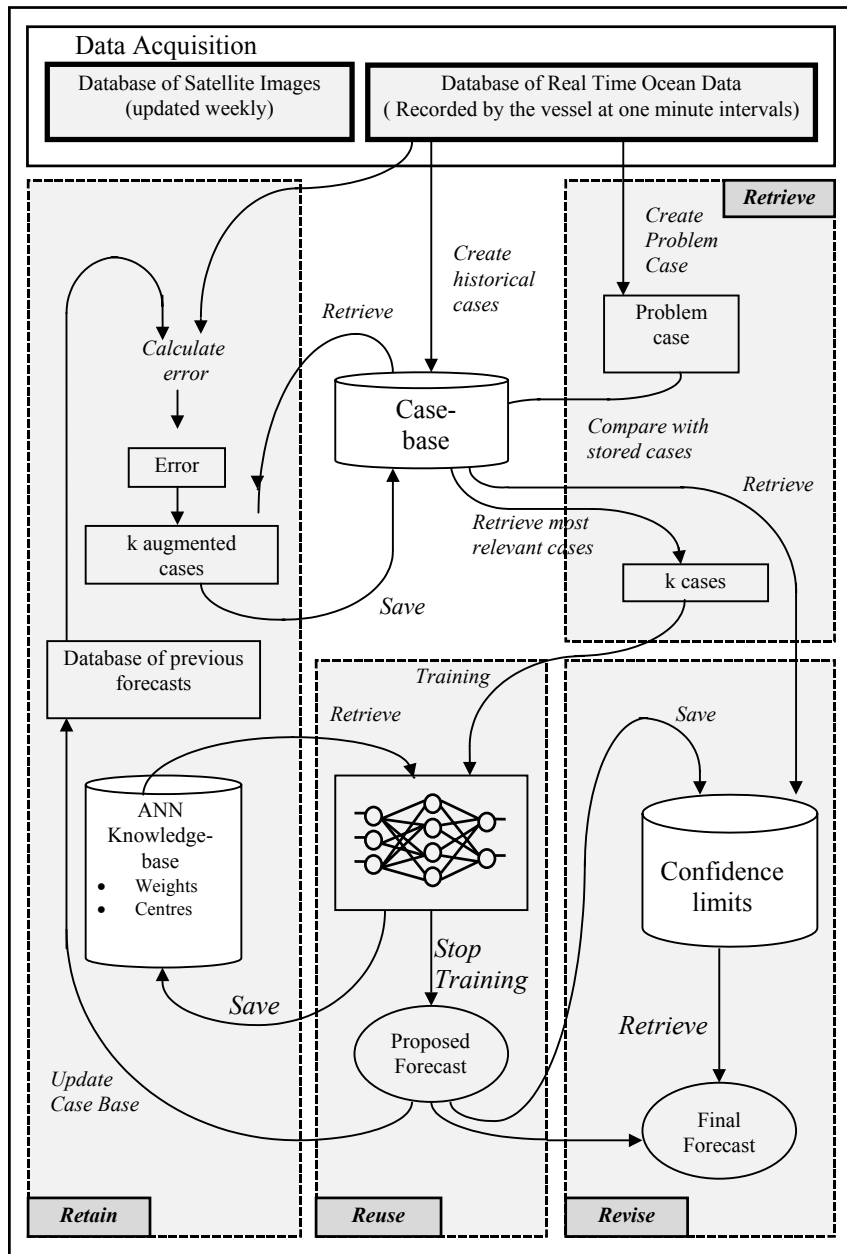 Data Acquisition
Database of Satellite Images
(updated weekly)
Database of Real Time Ocean Data
( Recorded by the vessel at one minute intervals)
Retrieve
Create
Problem
Case
Create
historical
cases
Retrieve
Problem
case
Calculate
error
Case-
base
Compare with
stored cases
Error
Retrieve
Retrieve most
relevant cases
k augmented
cases
k cases
Save
Database of previous
forecasts
Training
Retrieve
Save
ANN
Knowledge-
base
• Weights
• Centres
Confidence
limits
Stop
Training
Save
Retrieve
Proposed
Forecast
Update
Case Base
Final
Forecast
Retain
Reuse
Revise